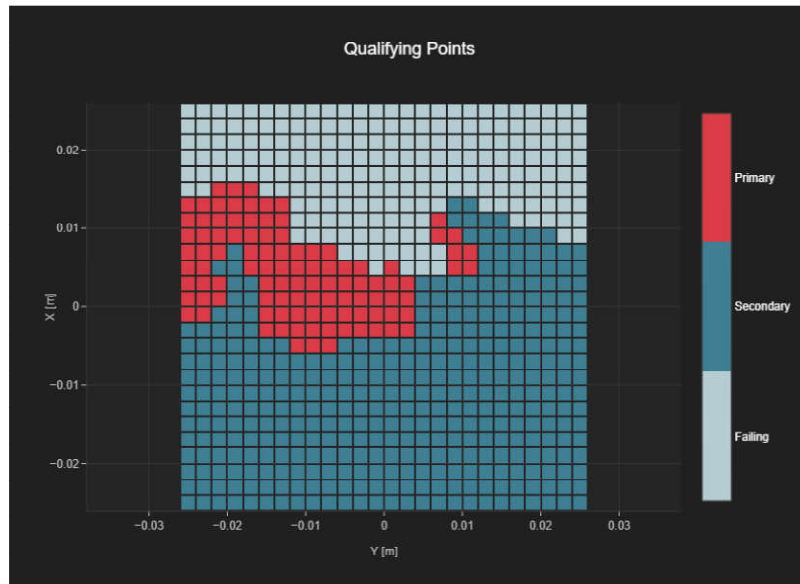 Qualifying Points
X [m]
0.02
0.01
0
−0.01
−0.02
−0.03
−0.02
−0.01
0
0.01
0.02
0.03
Y [m]
Primary
Secondary
Failing